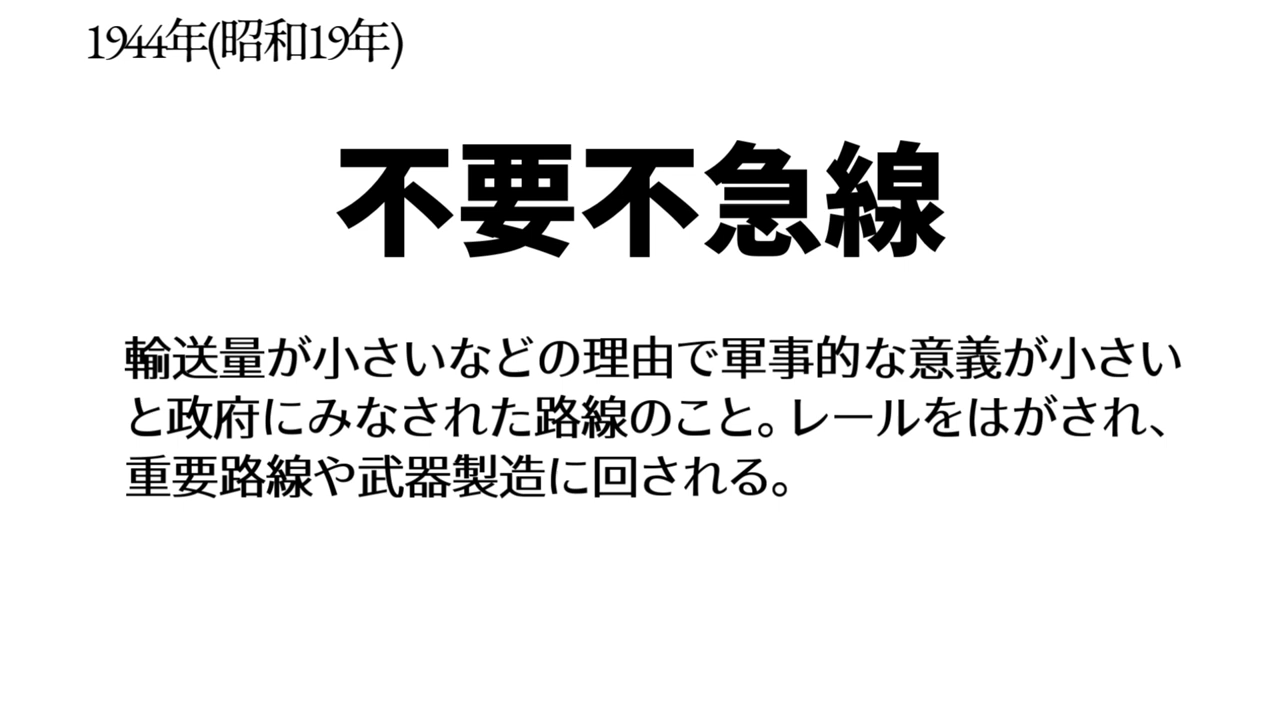 1944年(昭和19年)
不要不急線
輸送量が小さいなどの理由で軍事的な意義が小さい
と政府にみなされた路線のこと。レールをはがされ、
重要路線や武器製造に回される。